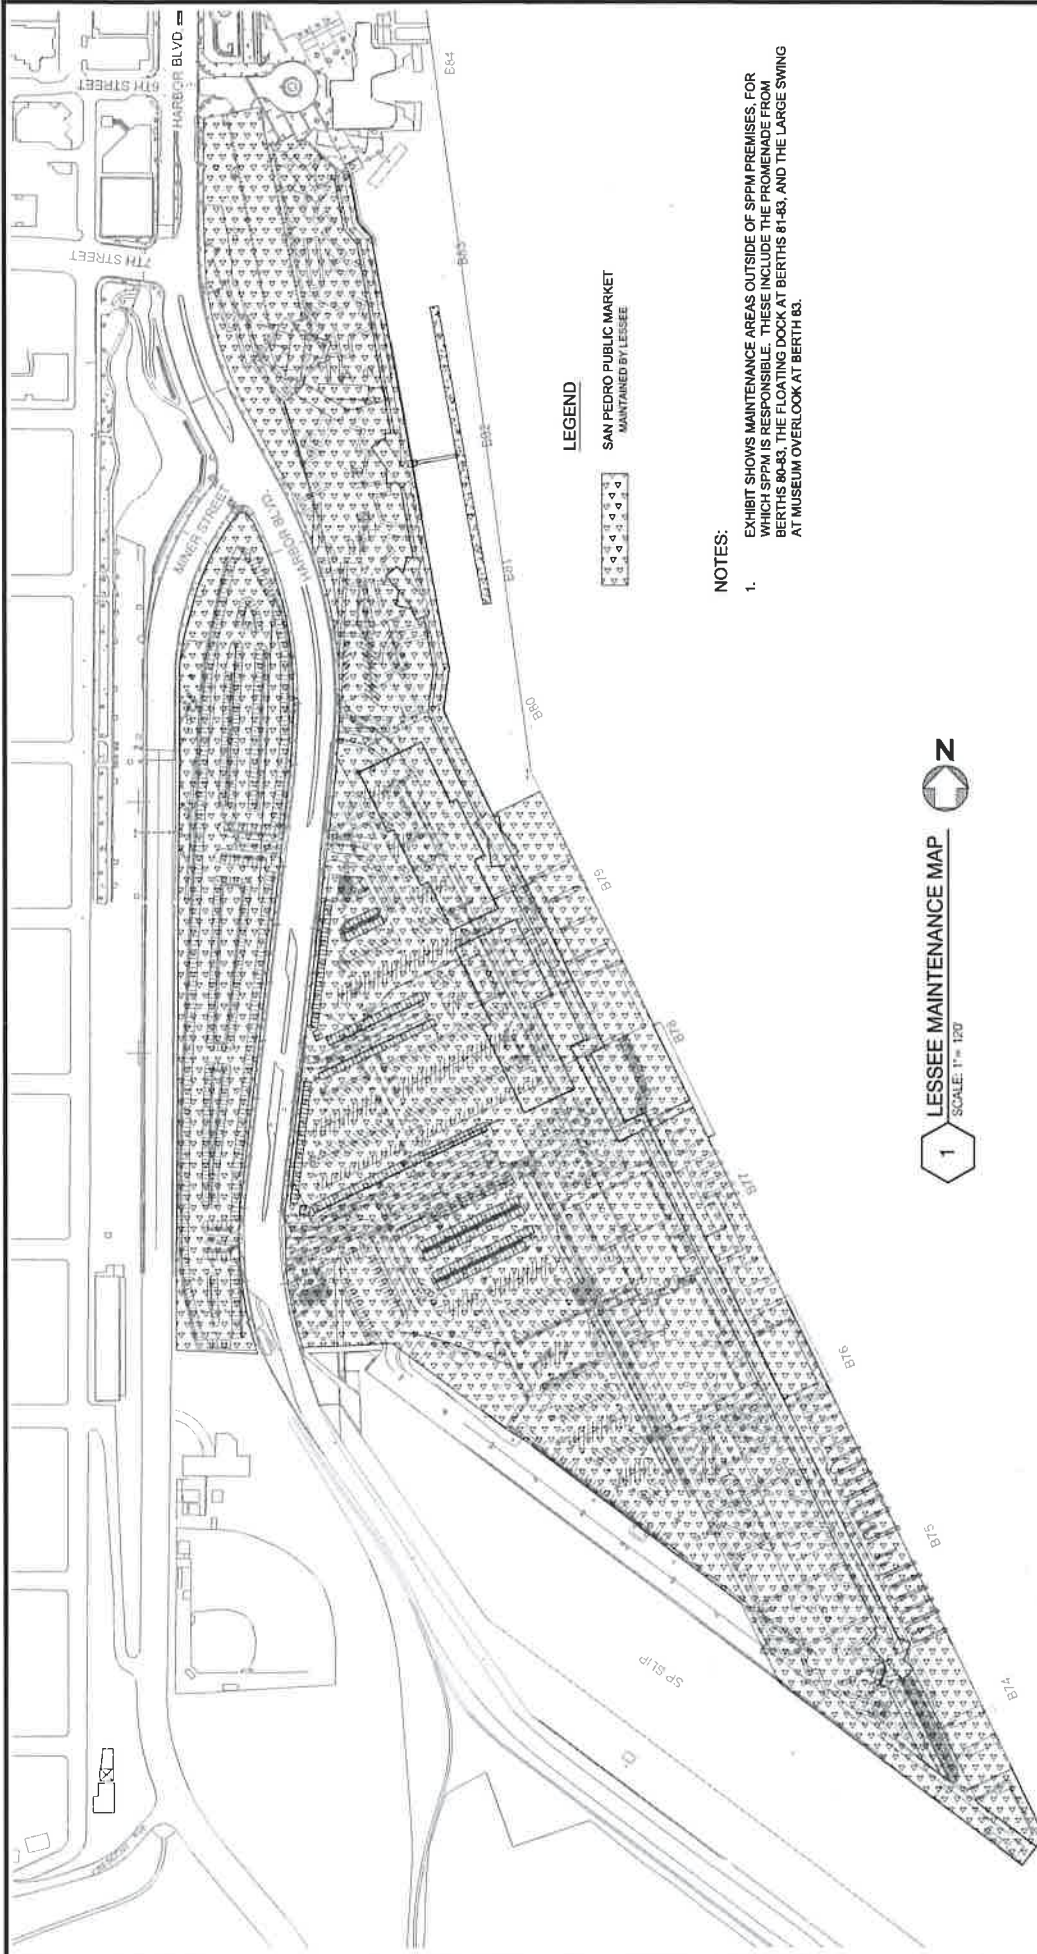 6TH STREET
HARBOR BLVD.
7TH STREET
MINER STREET
HARBOR BLVD.
E84
B83
B82
B81
B80
B79
B78
B77
B76
B75
B74
SP SLIP
LEGEND
SAN PEDRO PUBLIC MARKET
MAINTAINED BY LESSEE
NOTES:
1. EXHIBIT SHOWS MAINTENANCE AREAS OUTSIDE OF SPPM PREMISES, FOR
WHICH SPPM IS RESPONSIBLE. THESE INCLUDE THE PROMENADE FROM
BERTHS 80-83, THE FLOATING DOCK AT BERTHS 81-83, AND THE LARGE SWING
AT MUSEUM OVERLOOK AT BERTH 83.
1
LESSEE MAINTENANCE MAP
SCALE: 1"= 120'
N